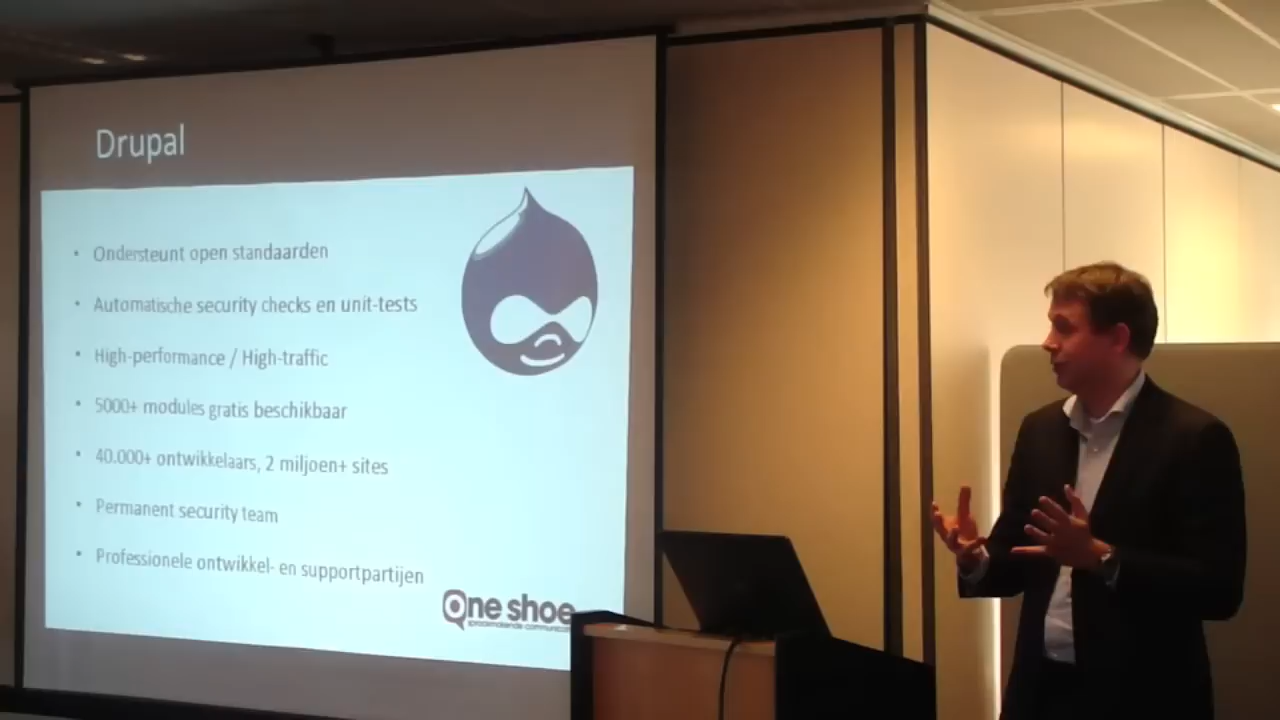 Drupal
Ondersteunt open standaarden
Automatische security checks en unit-tests
High-performance / High-traffic
5000+ modules gratis beschikbaar
40.000+ ontwikkelaars, 2 miljoen+ sites
Permanent security team
Professionele ontwikkel- en supportpartijen
One shoe